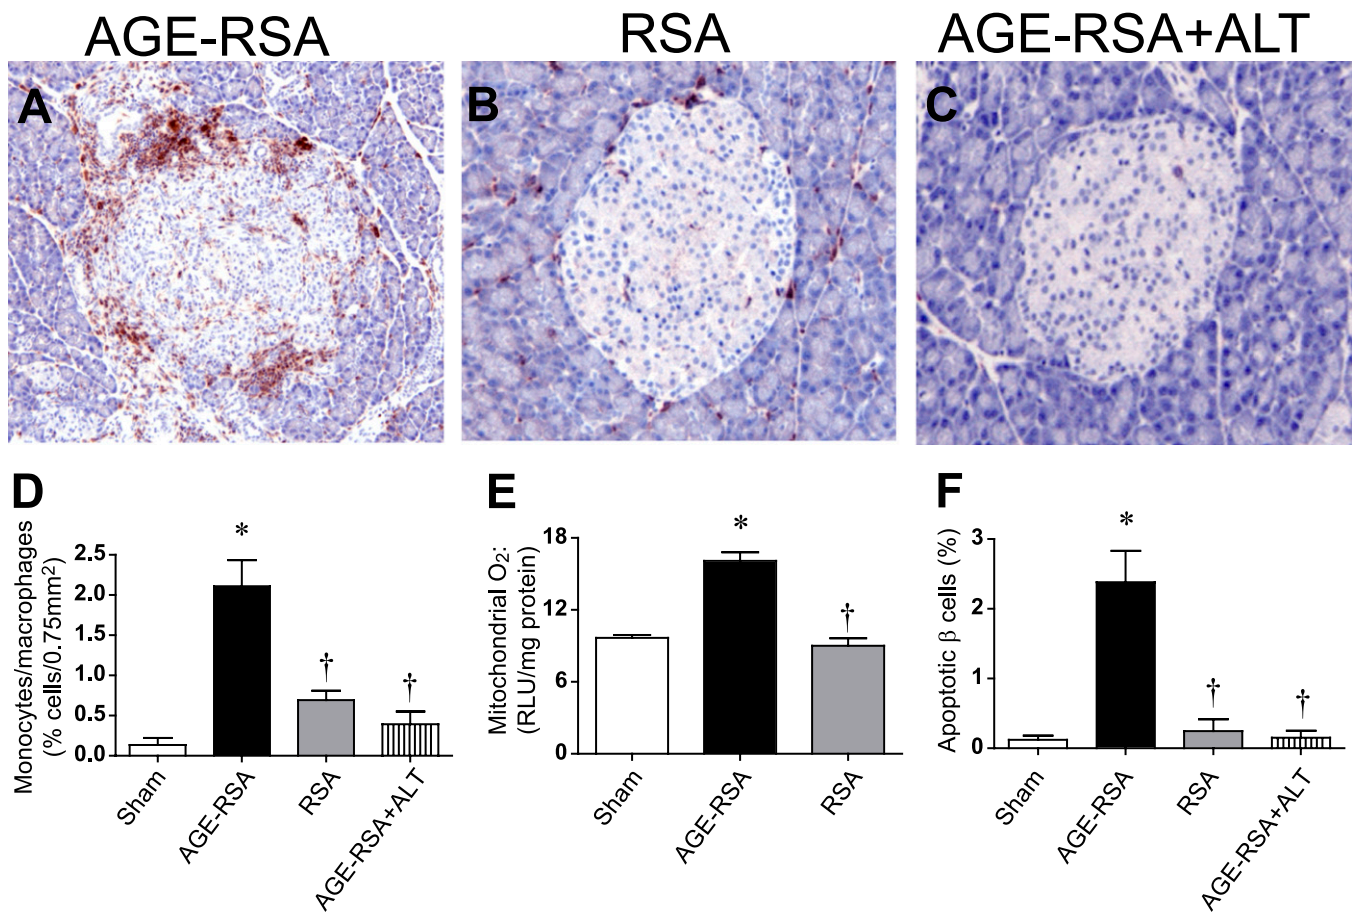 AGE-RSA
RSA
AGE-RSA+ALT
A
B
C
D
Monocytes/macrophages
(% cells/0.75mm²)
2.5
2.0
1.5
1.0
0.5
0.0
*
†
†
Sham
AGE-RSA
RSA
AGE-RSA+ALT
E
Mitochondrial O₂:
(RLU/mg protein)
18
12
6
0
*
†
Sham
AGE-RSA
RSA
F
Apoptotic β cells (%)
3
2
1
0
*
†
†
Sham
AGE-RSA
RSA
AGE-RSA+ALT